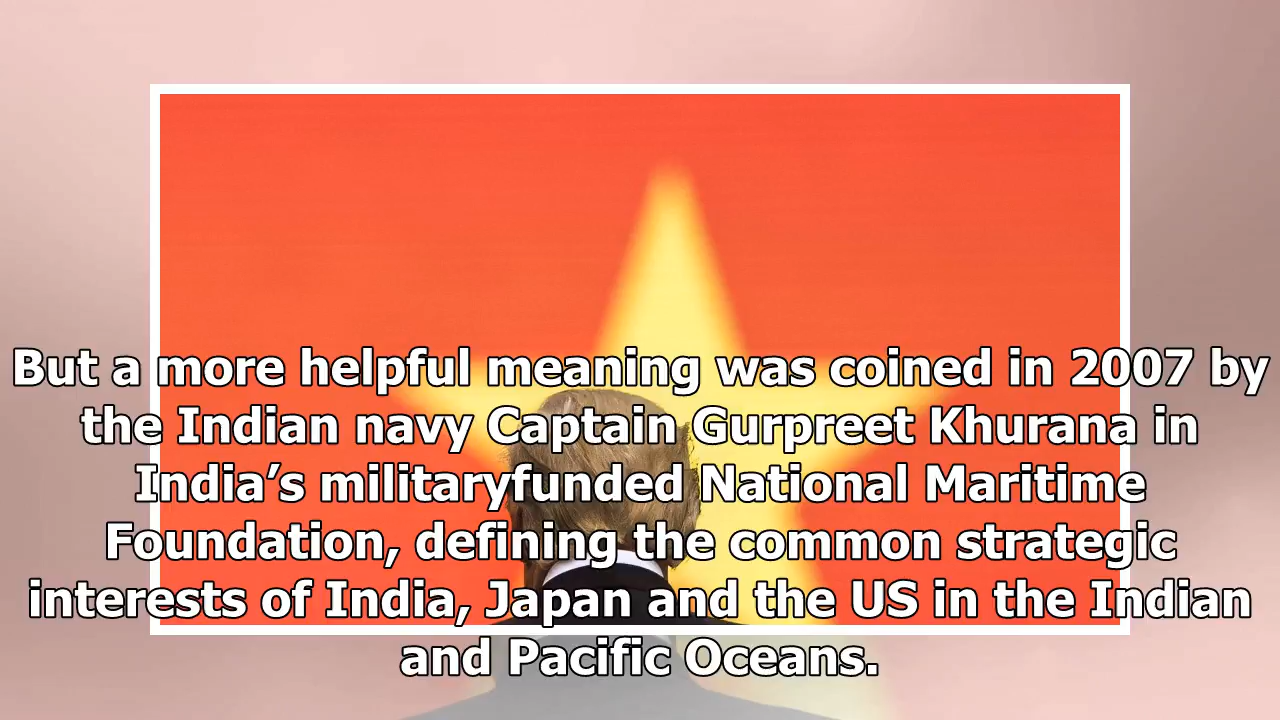 But a more helpful meaning was coined in 2007 by
the Indian navy Captain Gurpreet Khurana in
India’s militaryfunded National Maritime
Foundation, defining the common strategic
interests of India, Japan and the US in the Indian
and Pacific Oceans.